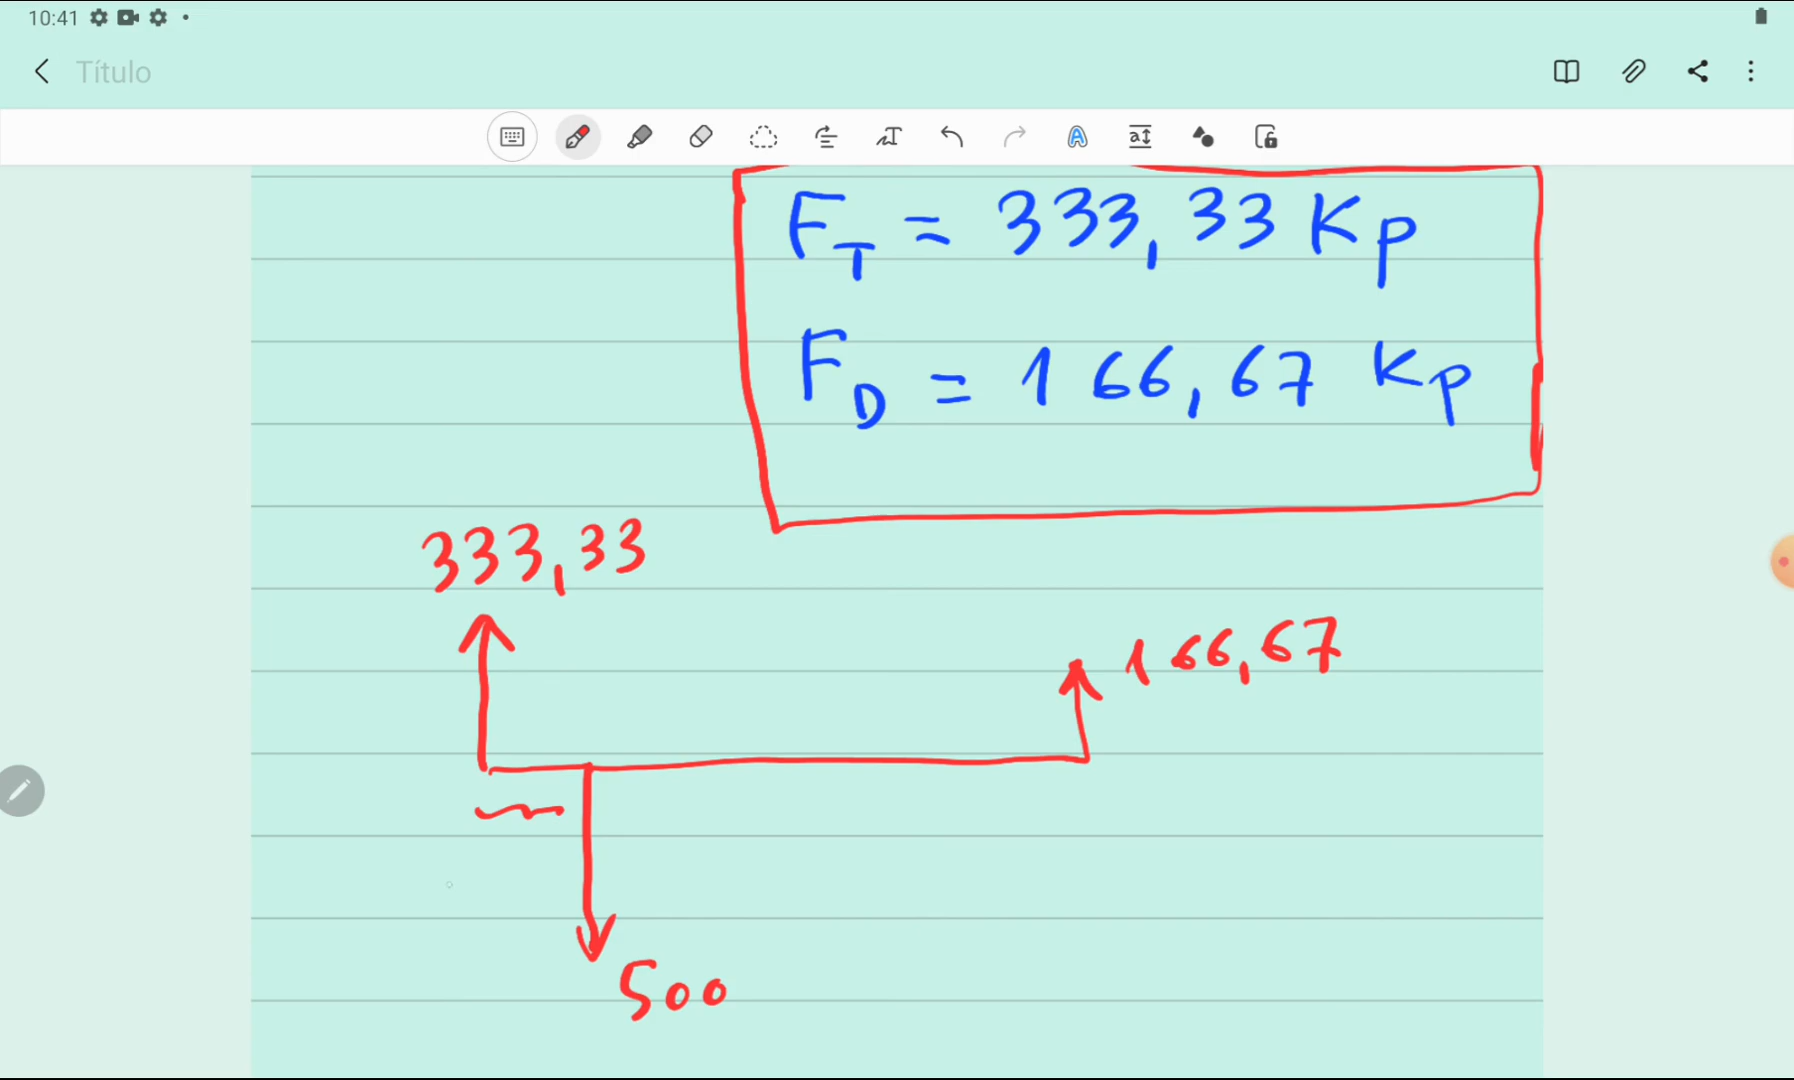 10:41
Título
F_T = 333,33 Kp
F_D = 166,67 Kp
333,33
166,67
500